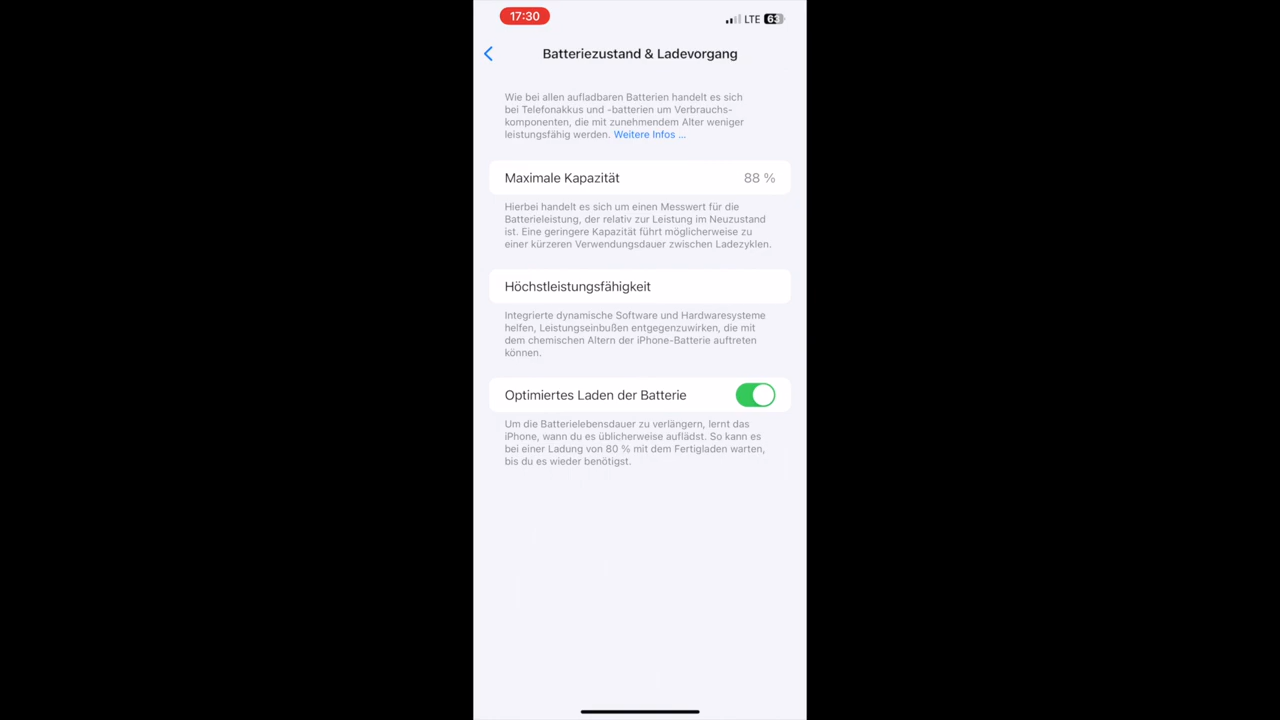 17:30
LTE 63
Batteriezustand & Ladevorgang
Wie bei allen aufladbaren Batterien handelt es sich
bei Telefonakkus und -batterien um Verbrauchs-
komponenten, die mit zunehmendem Alter weniger
leistungsfähig werden. Weitere Infos ...
Maximale Kapazität 88 %
Hierbei handelt es sich um einen Messwert für die
Batterieleistung, der relativ zur Leistung im Neuzustand
ist. Eine geringere Kapazität führt möglicherweise zu
einer kürzeren Verwendungsdauer zwischen Ladezyklen.
Höchstleistungsfähigkeit
Integrierte dynamische Software und Hardwaresysteme
helfen, Leistungseinbußen entgegenzuwirken, die mit
dem chemischen Altern der iPhone-Batterie auftreten
können.
Optimiertes Laden der Batterie
Um die Batterielebensdauer zu verlängern, lernt das
iPhone, wann du es üblicherweise auflädst. So kann es
bei einer Ladung von 80 % mit dem Fertigladen warten,
bis du es wieder benötigst.